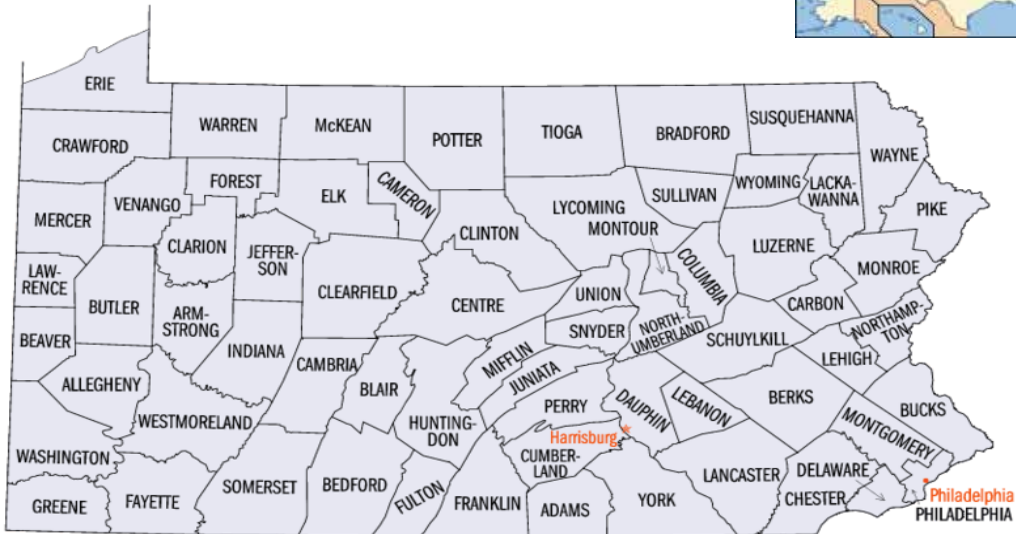 ERIE
WARREN
McKEAN
POTTER
TIOGA
BRADFORD
SUSQUEHANNA
CRAWFORD
WAYNE
FOREST
ELK
CAMERON
SULLIVAN
WYOMING
LACKA-
WANNA
VENANGO
LYCOMING
MERCER
MONTOUR
PIKE
CLARION
JEFFER-
SON
CLINTON
COLUMBIA
LUZERNE
LAW-
RENCE
MONROE
BUTLER
CLEARFIELD
CENTRE
UNION
CARBON
ARM-
STRONG
SNYDER
NORTH-
UMBERLAND
NORTHAMP-
TON
BEAVER
INDIANA
SCHUYLKILL
CAMBRIA
MIFFLIN
LEHIGH
ALLEGHENY
BLAIR
JUNIATA
PERRY
DAUPHIN
LEBANON
BERKS
BUCKS
WESTMORELAND
HUNTING-
DON
MONTGOMERY
Harrisburg
WASHINGTON
CUMBER-
LAND
LANCASTER
DELAWARE
SOMERSET
BEDFORD
FULTON
FRANKLIN
YORK
CHESTER
Philadelphia
GREENE
FAYETTE
ADAMS
PHILADELPHIA